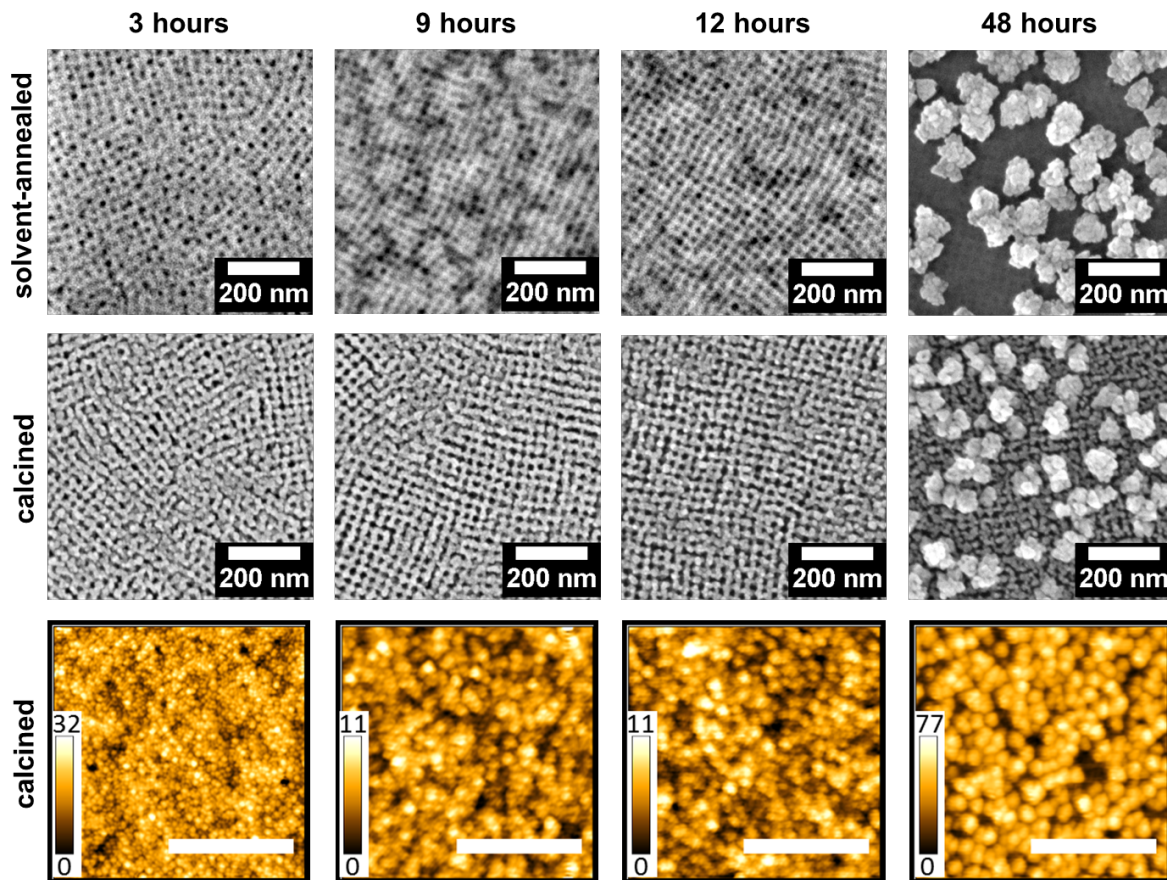 3 hours
9 hours
12 hours
48 hours
solvent-annealed
200 nm
200 nm
200 nm
200 nm
calcined
200 nm
200 nm
200 nm
200 nm
calcined
32
0
11
0
11
0
77
0